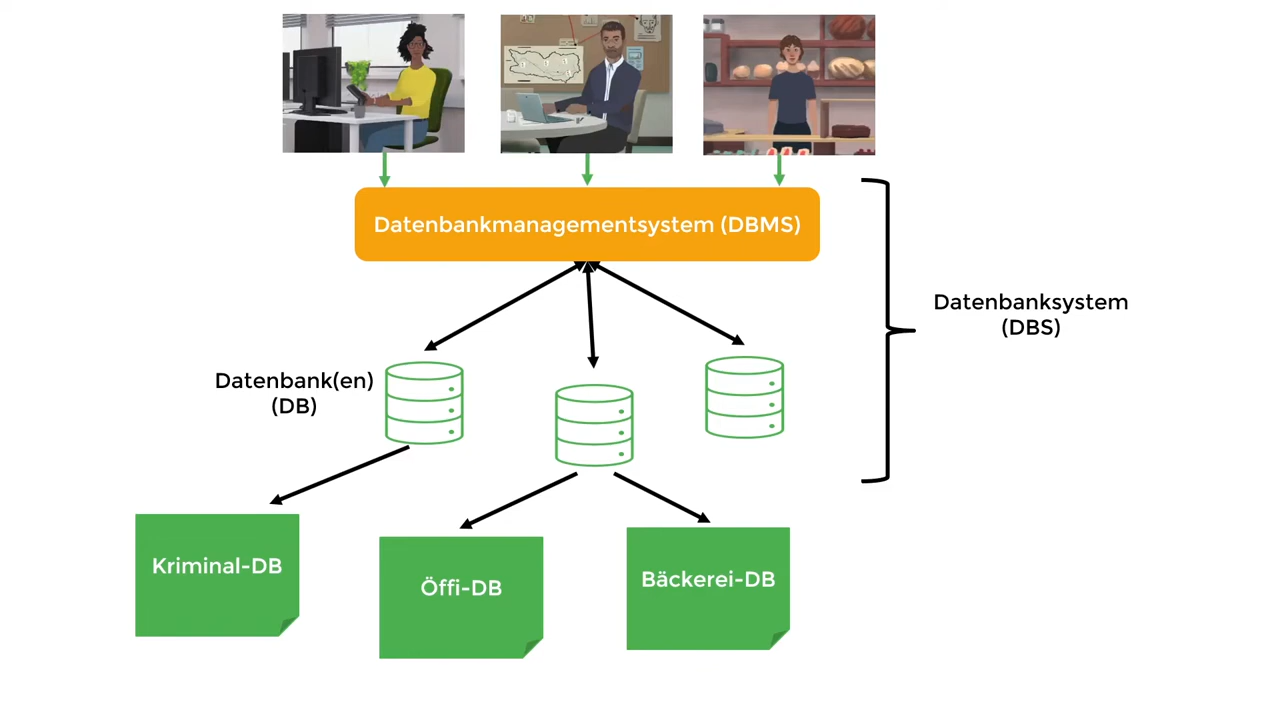 Datenbankmanagementsystem (DBMS)
Datenbanksystem
(DBS)
Datenbank(en)
(DB)
Kriminal-DB
Öffi-DB
Bäckerei-DB